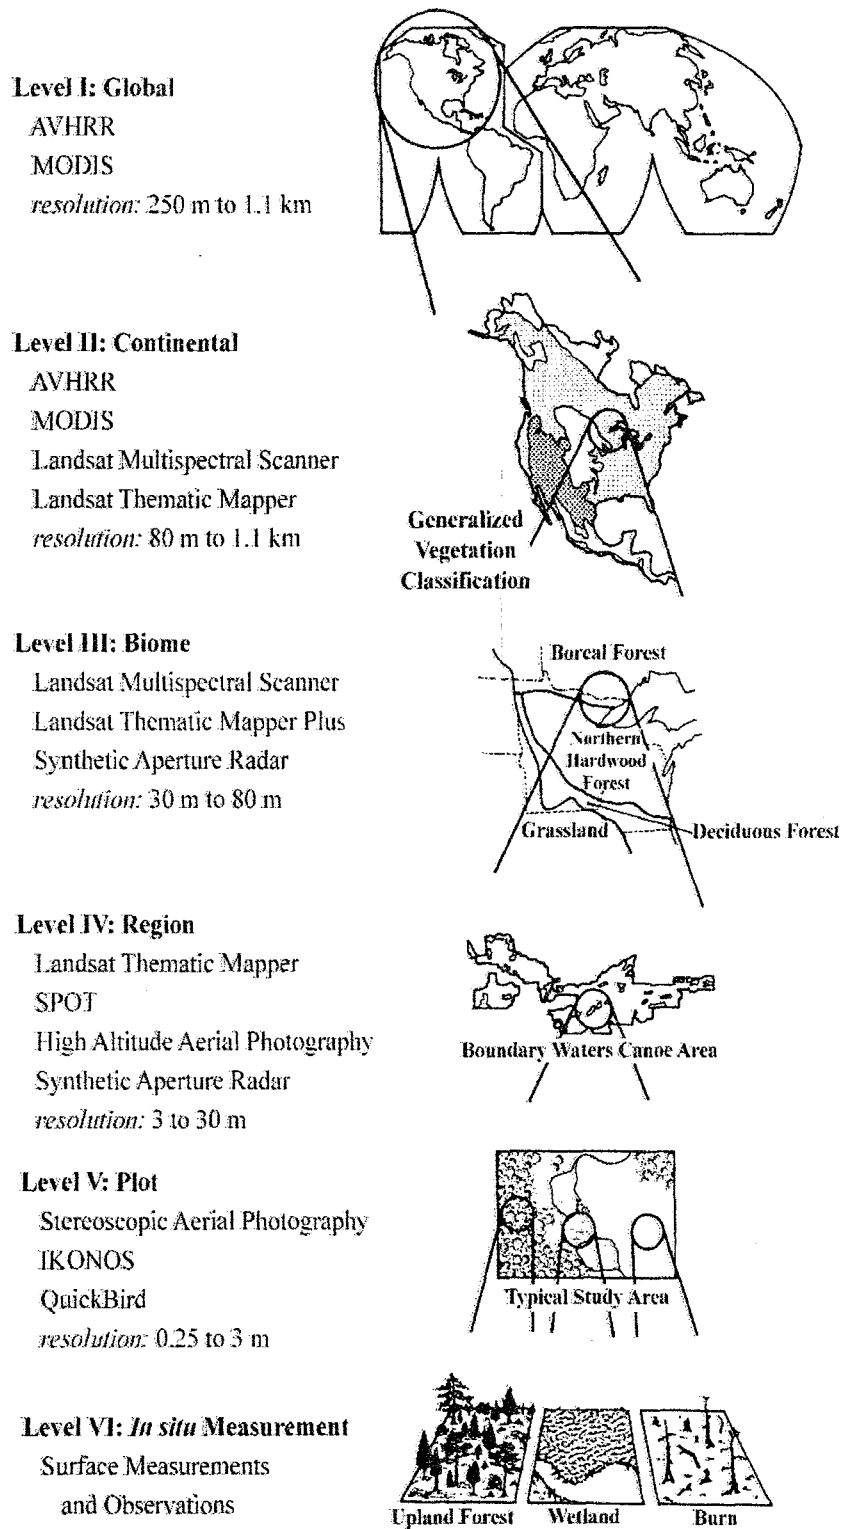 Level I: Global
AVHRR
MODIS
resolution: 250 m to 1.1 km
Level II: Continental
AVHRR
MODIS
Landsat Multispectral Scanner
Landsat Thematic Mapper
resolution: 80 m to 1.1 km
Generalized
Vegetation
Classification
Level III: Biome
Landsat Multispectral Scanner
Landsat Thematic Mapper Plus
Synthetic Aperture Radar
resolution: 30 m to 80 m
Boreal Forest
Northern
Hardwood
Forest
Grassland
Deciduous Forest
Level IV: Region
Landsat Thematic Mapper
SPOT
High Altitude Aerial Photography
Synthetic Aperture Radar
resolution: 3 to 30 m
Boundary Waters Canoe Area
Level V: Plot
Stereoscopic Aerial Photography
IKONOS
QuickBird
resolution: 0.25 to 3 m
Typical Study Area
Level VI: In situ Measurement
Surface Measurements
and Observations
Upland Forest
Wetland
Burn